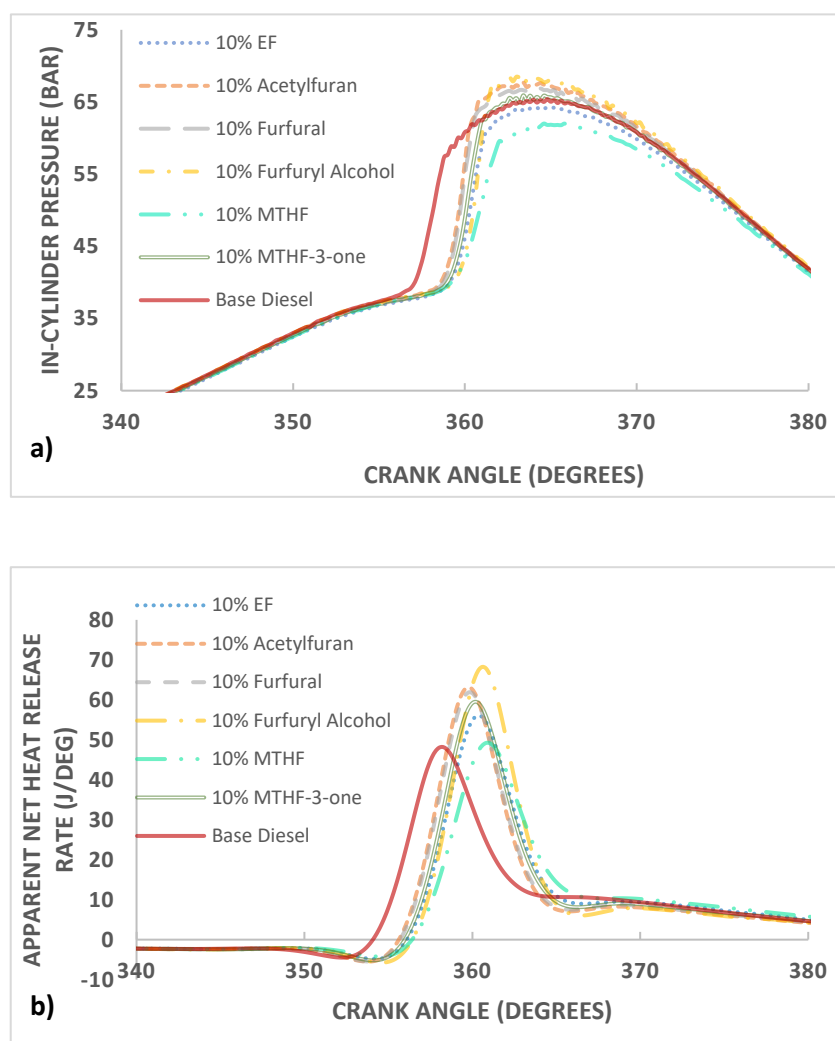 IN-CYLINDER PRESSURE (BAR)
75
65
55
45
35
25
10% EF
10% Acetylfuran
10% Furfural
10% Furfuryl Alcohol
10% MTHF
10% MTHF-3-one
Base Diesel
340 350 360 370 380
a)
CRANK ANGLE (DEGREES)
APPARENT NET HEAT RELEASE
RATE (J/DEG)
80
70
60
50
40
30
20
10
0
-10
10% EF
10% Acetylfuran
10% Furfural
10% Furfuryl Alcohol
10% MTHF
10% MTHF-3-one
Base Diesel
340 350 360 370 380
b)
CRANK ANGLE (DEGREES)